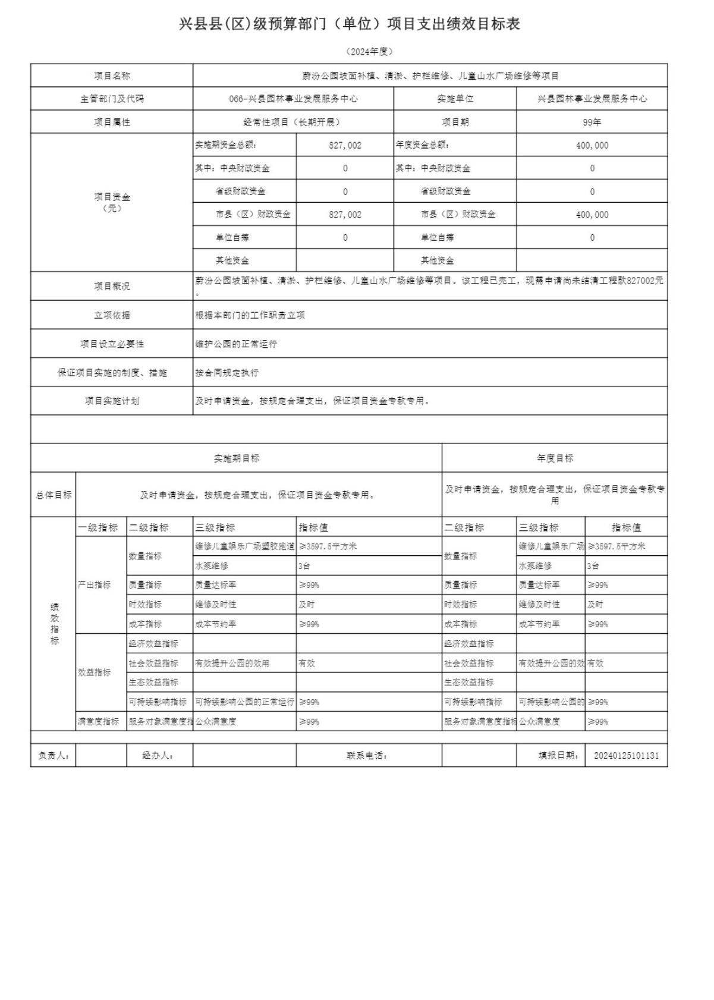 兴县县(区)级预算部门（单位）项目支出绩效目标表
（2024年度）
项目名称 蔚汾公园坡面补植、清淤、护栏维修、儿童山水广场维修等项目
主管部门及代码 066-兴县园林事业发展服务中心 实施单位 兴县园林事业发展服务中心
项目属性 经常性项目（长期开展） 项目期 99年
项目资金
（元）
实施期资金总额： 827,002 年度资金总额： 400,000
其中：中央财政资金 0 其中：中央财政资金 0
省级财政资金 0 省级财政资金 0
市县（区）财政资金 827,002 市县（区）财政资金 400,000
单位自筹 0 单位自筹 0
其他资金 其他资金
项目概况 蔚汾公园坡面补植、清淤、护栏维修、儿童山水广场维修等项目。该工程已完工，现需申请尚未结清工程款827002元
。
立项依据 根据本部门的工作职责立项
项目设立必要性 维护公园的正常运行
保证项目实施的制度、措施 按合同规定执行
项目实施计划 及时申请资金，按规定合理支出，保证项目资金专款专用。
实施期目标 年度目标
总体目标 及时申请资金，按规定合理支出，保证项目资金专款专用。 及时申请资金，按规定合理支出，保证项目资金专款专
用
绩
效
指
标
一级指标 二级指标 三级指标 指标值 二级指标 三级指标 指标值
产出指标 数量指标 维修儿童娱乐广场塑胶跑道 ≥3597.5平方米 数量指标 维修儿童娱乐广场 ≥3597.5平方米
水泵维修 3台 水泵维修 3台
质量指标 质量达标率 ≥99% 质量指标 质量达标率 ≥99%
时效指标 维修及时性 及时 时效指标 维修及时性 及时
成本指标 成本节约率 ≥99% 成本指标 成本节约率 ≥99%
效益指标 经济效益指标 经济效益指标
社会效益指标 有效提升公园的效用 有效 社会效益指标 有效提升公园的效 有效
生态效益指标 生态效益指标
可持续影响指标 可持续影响公园的正常运行 ≥99% 可持续影响指标 可持续影响公园的 ≥99%
满意度指标 服务对象满意度指 公众满意度 ≥99% 服务对象满意度指标 公众满意度 ≥99%
负责人： 经办人： 联系电话： 填报日期： 20240125101131